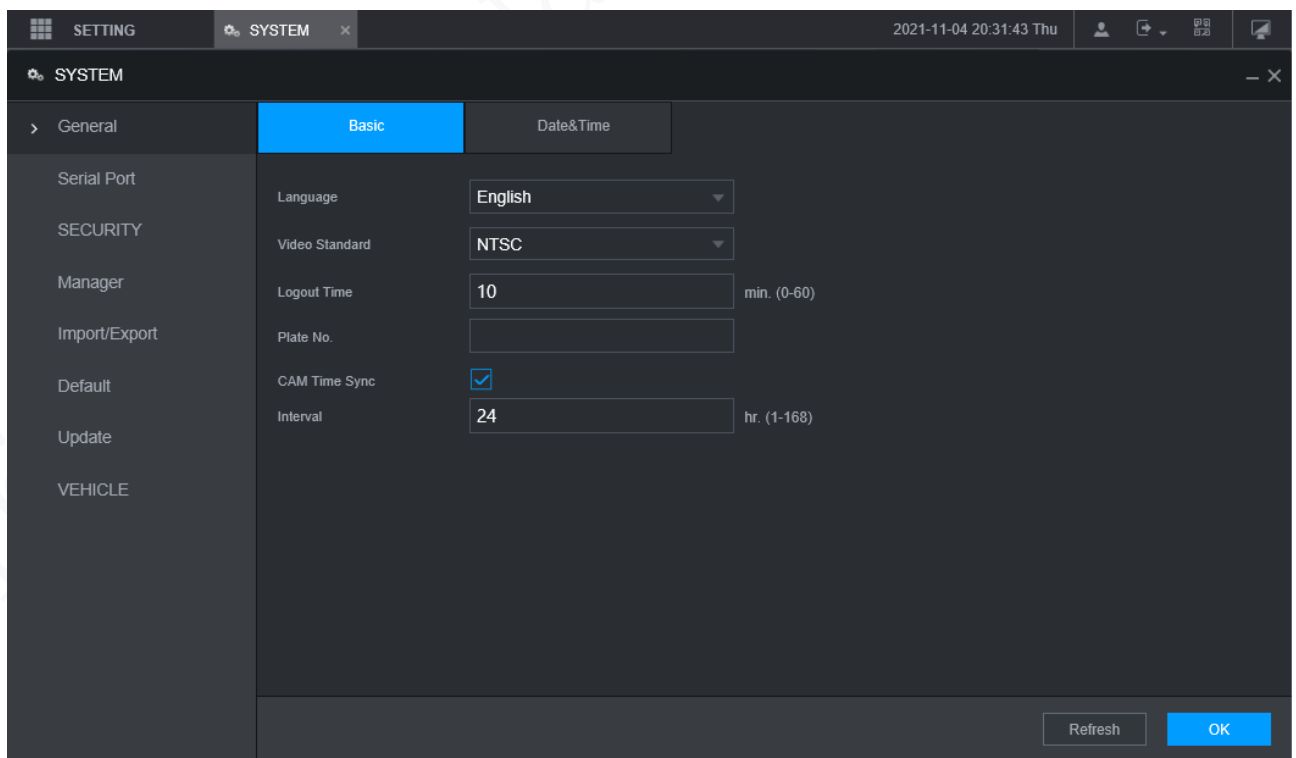 SETTING SYSTEM × 2021-11-04 20:31:43 Thu
SYSTEM
General
Serial Port
SECURITY
Manager
Import/Export
Default
Update
VEHICLE
Basic Date&Time
Language English
Video Standard NTSC
Logout Time 10 min. (0-60)
Plate No.
CAM Time Sync
Interval 24 hr. (1-168)
Refresh OK